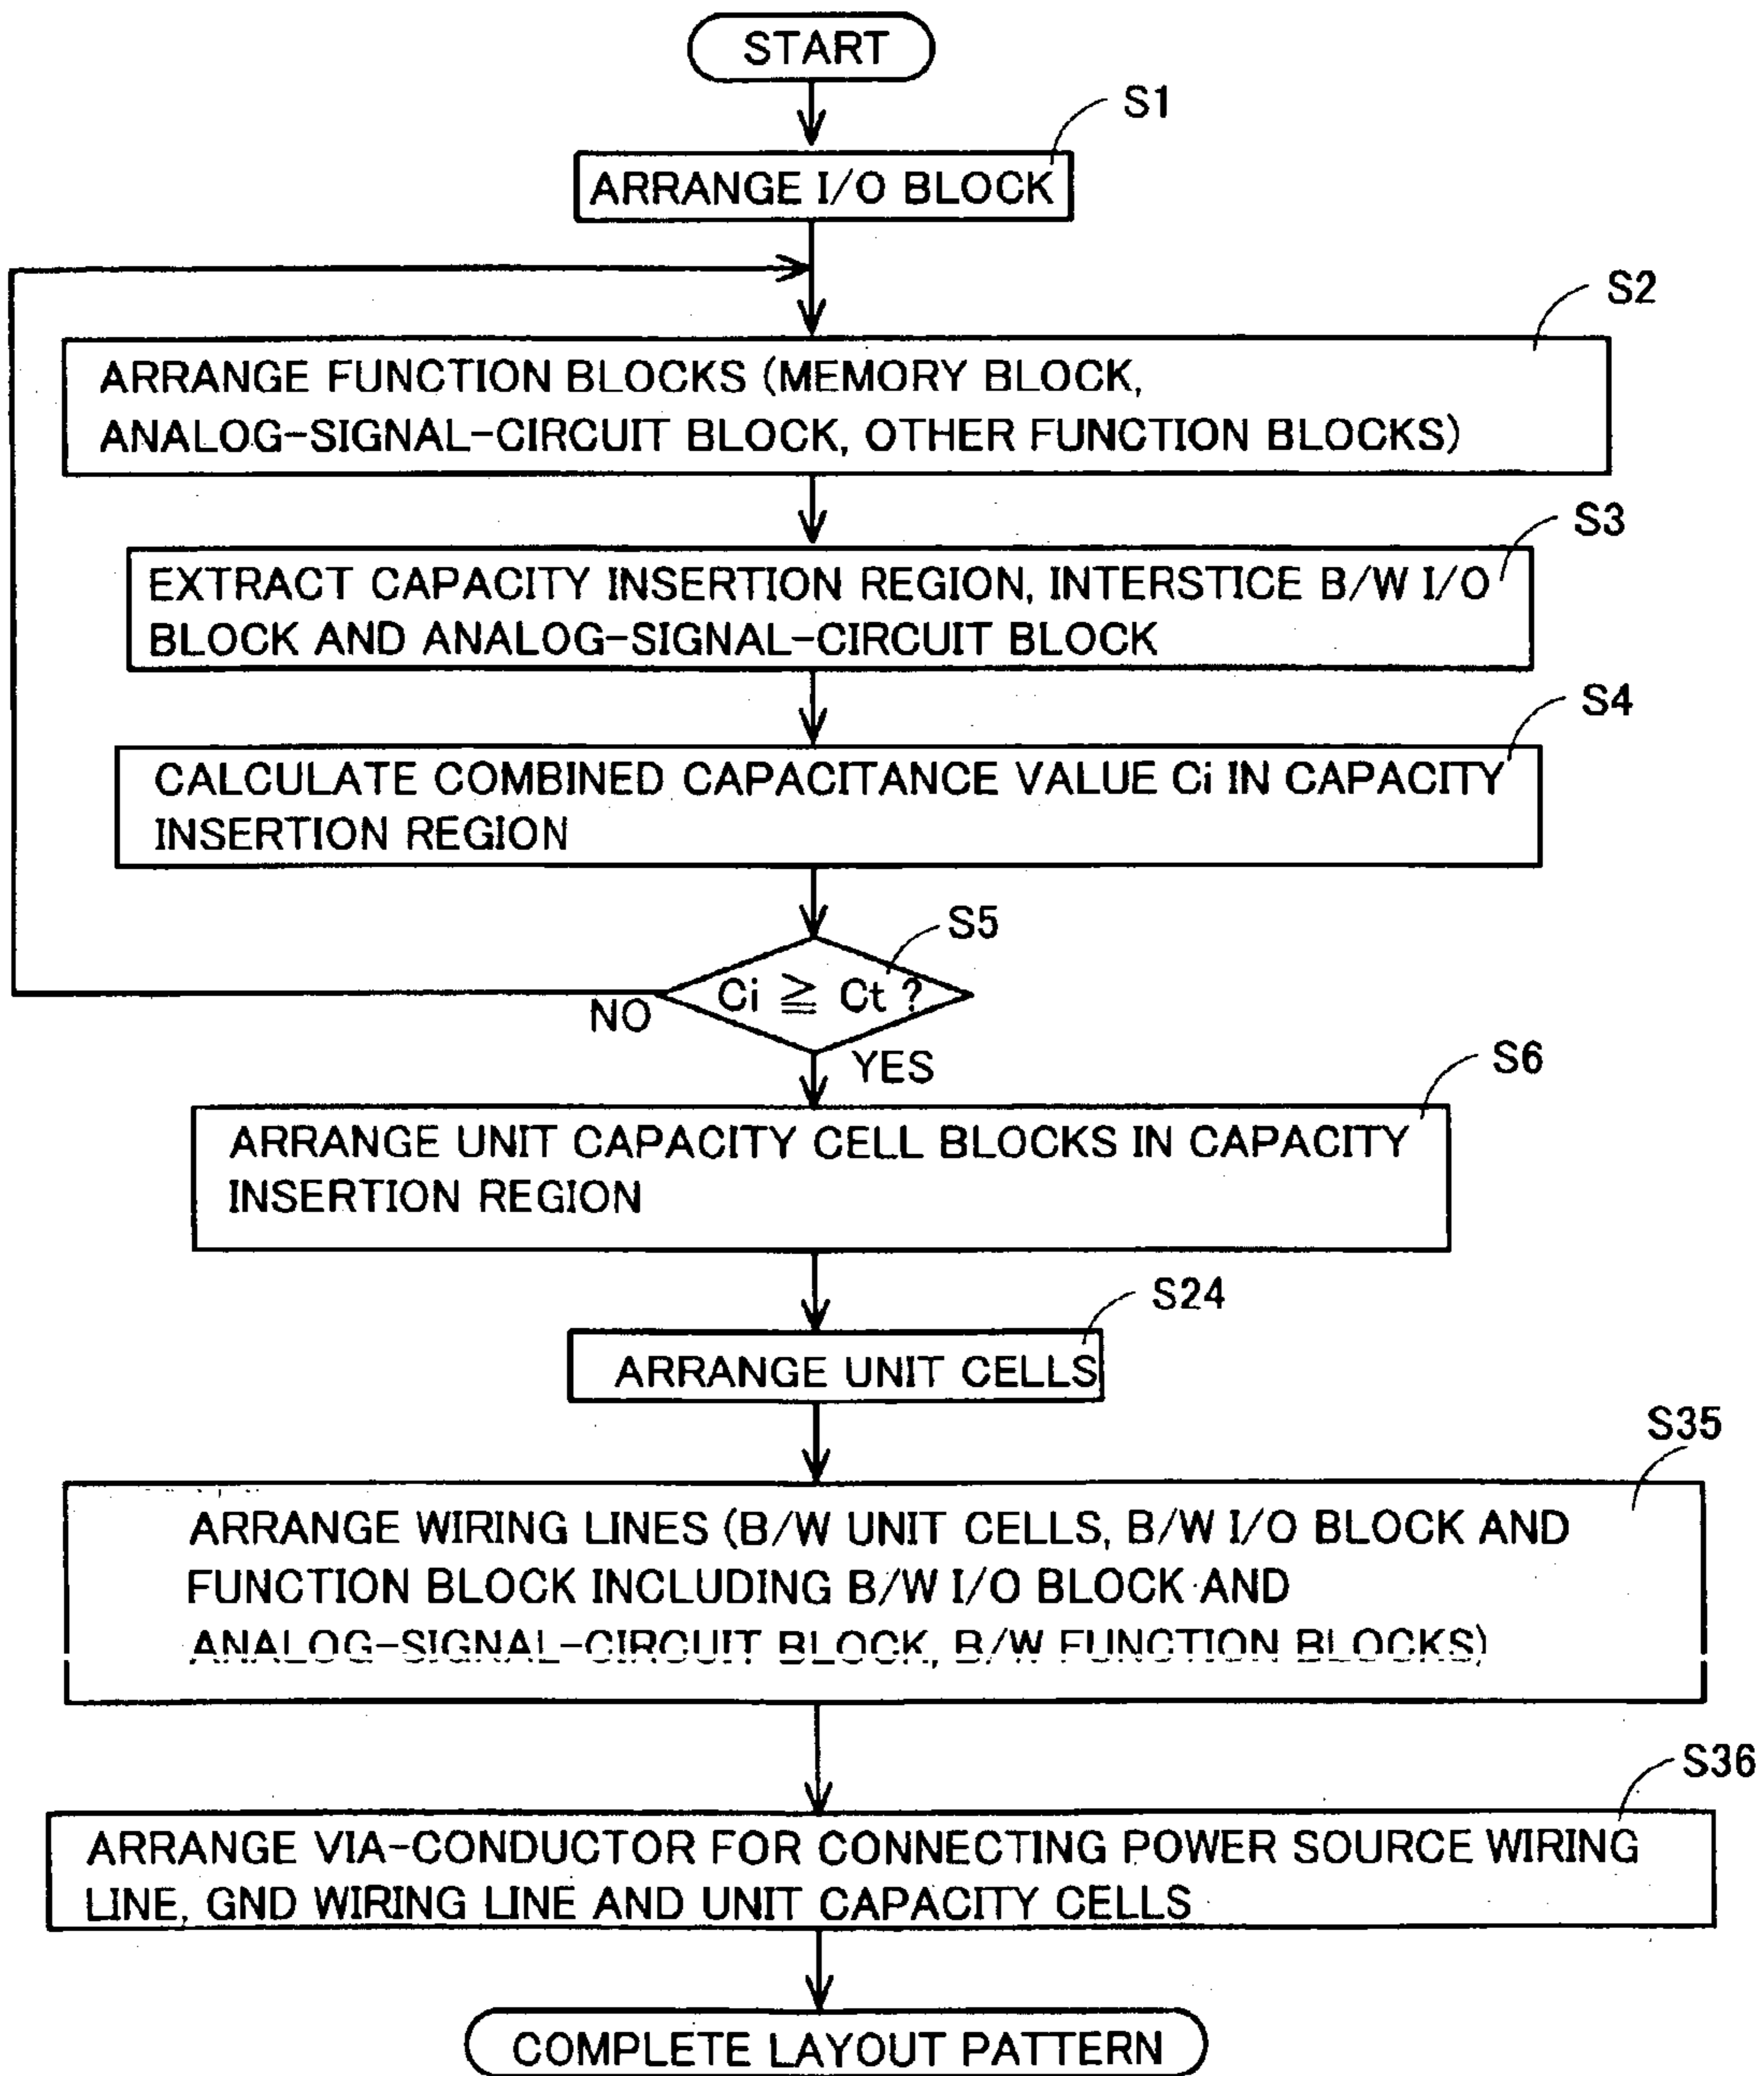 START
S1
ARRANGE I/O BLOCK
S2
ARRANGE FUNCTION BLOCKS (MEMORY BLOCK,
ANALOG-SIGNAL-CIRCUIT BLOCK, OTHER FUNCTION BLOCKS)
S3
EXTRACT CAPACITY INSERTION REGION, INTERSTICE B/W I/O
BLOCK AND ANALOG-SIGNAL-CIRCUIT BLOCK
S4
CALCULATE COMBINED CAPACITANCE VALUE Ci IN CAPACITY
INSERTION REGION
S5
Ci ≧ Ct ?
NO
YES
S6
ARRANGE UNIT CAPACITY CELL BLOCKS IN CAPACITY
INSERTION REGION
S24
ARRANGE UNIT CELLS
S35
ARRANGE WIRING LINES (B/W UNIT CELLS, B/W I/O BLOCK AND
FUNCTION BLOCK INCLUDING B/W I/O BLOCK AND
ANALOG-SIGNAL-CIRCUIT BLOCK, B/W FUNCTION BLOCKS)
S36
ARRANGE VIA-CONDUCTOR FOR CONNECTING POWER SOURCE WIRING
LINE, GND WIRING LINE AND UNIT CAPACITY CELLS
COMPLETE LAYOUT PATTERN